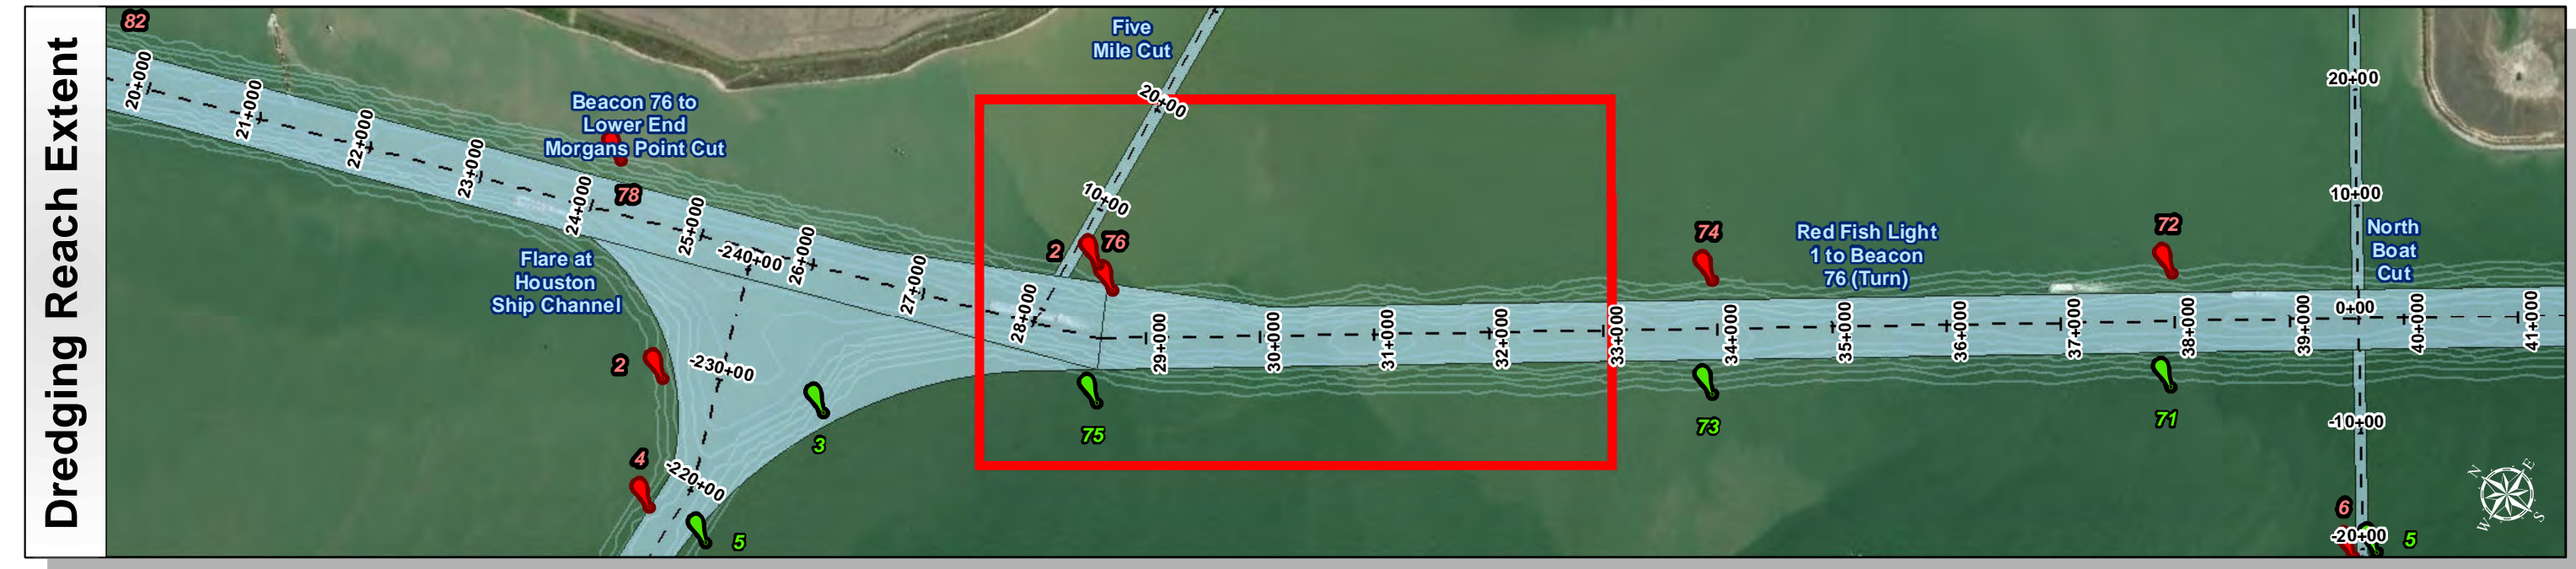 Dredging Reach Extent
82
20+000
21+000
22+000
23+000
24+000
25+000
26+000
27+000
28+000
29+000
30+000
31+000
32+000
33+000
34+000
35+000
36+000
37+000
38+000
39+000
40+000
41+000
Beacon 76 to
Lower End
Morgans Point Cut
78
Flare at
Houston
Ship Channel
-240+00
-230+00
-220+00
2
4
3
5
Five
Mile Cut
20+00
10+00
2
76
75
74
73
Red Fish Light
1 to Beacon
76 (Turn)
72
71
20+00
10+00
North
Boat
Cut
0+00
-10+00
-20+00
6
5
N
E
W
S